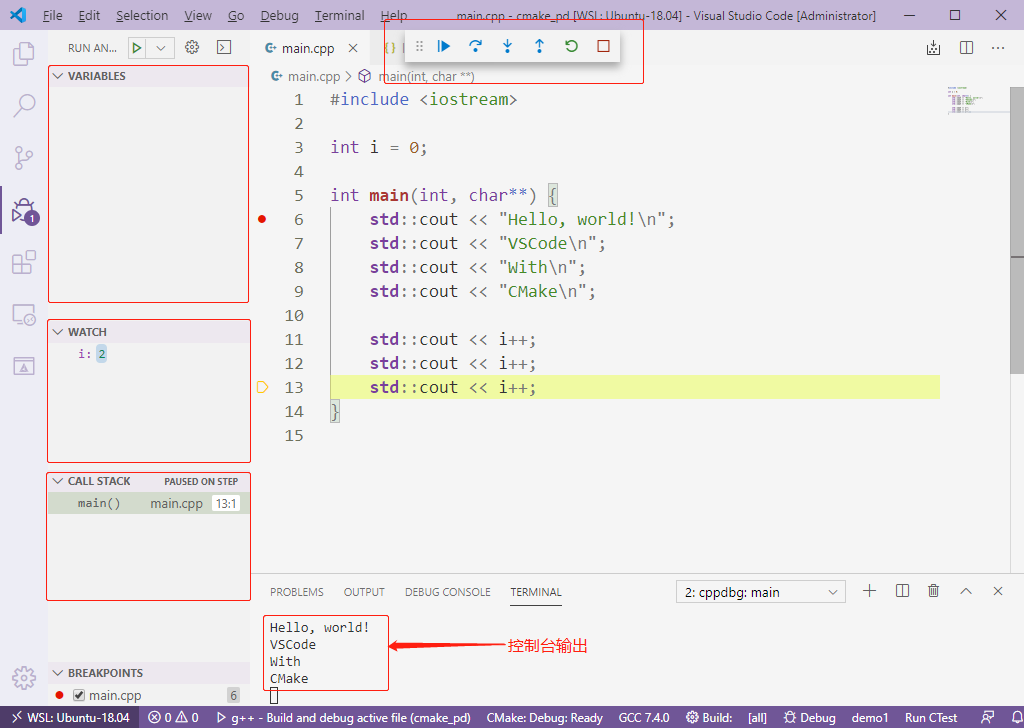 File Edit Selection View Go Debug Terminal Help main.cpp - cmake_pd [WSL: Ubuntu-18.04] - Visual Studio Code [Administrator]
RUN AN... main.cpp
main.cpp > main(int, char **)
VARIABLES
1 #include <iostream>
2
3 int i = 0;
4
5 int main(int, char**) {
6 std::cout << "Hello, world!\n";
7 std::cout << "VSCode\n";
8 std::cout << "With\n";
9 std::cout << "CMake\n";
10
11 std::cout << i++;
12 std::cout << i++;
13 std::cout << i++;
14 }
15
1
WATCH
i: 2
CALL STACK PAUSED ON STEP
main() main.cpp 13:1
PROBLEMS OUTPUT DEBUG CONSOLE TERMINAL 2: cppdbg: main
Hello, world!
VSCode
With
CMake
控制台输出
BREAKPOINTS
main.cpp 6
WSL: Ubuntu-18.04 0 0 g++ - Build and debug active file (cmake_pd) CMake: Debug: Ready GCC 7.4.0 Build: [all] Debug demo1 Run CTest